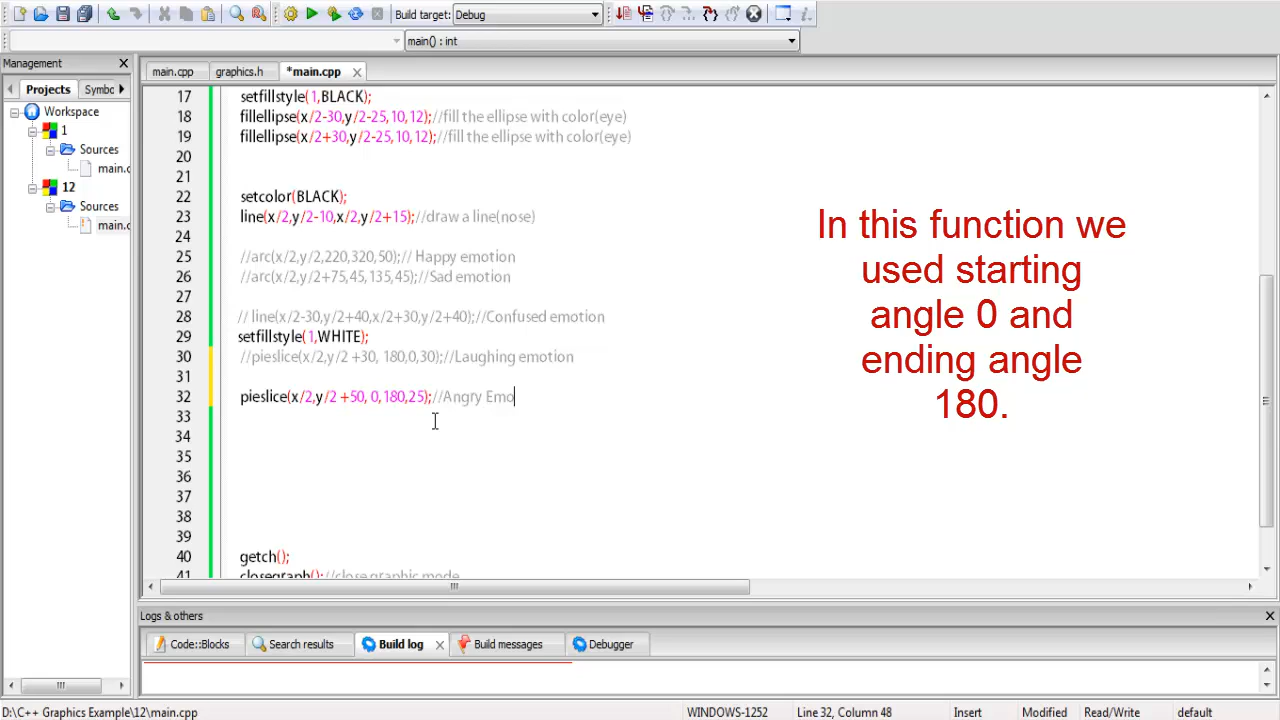 Build target: Debug
main() : int
Management
main.cpp graphics.h *main.cpp
Projects Symbo
Workspace
1
Sources
main.c
12
Sources
main.c
17 setfillstyle(1,BLACK);
18 fillellipse(x/2-30,y/2-25,10,12);//fill the ellipse with color(eye)
19 fillellipse(x/2+30,y/2-25,10,12);//fill the ellipse with color(eye)
20
21
22 setcolor(BLACK);
23 line(x/2,y/2-10,x/2,y/2+15);//draw a line(nose)
24
25 //arc(x/2,y/2,220,320,50);// Happy emotion
26 //arc(x/2,y/2+75,45,135,45);//Sad emotion
27
28 // line(x/2-30,y/2+40,x/2+30,y/2+40);//Confused emotion
29 setfillstyle(1,WHITE);
30 //pieslice(x/2,y/2 +30, 180,0,30);//Laughing emotion
31
32 pieslice(x/2,y/2 +50, 0,180,25);//Angry Emo
33
34
35
36
37
38
39
40 getch();
41 closegraph();//close graphic mode
In this function we
used starting
angle 0 and
ending angle
180.
Logs & others
Code::Blocks Search results Build log Build messages Debugger
D:\C++ Graphics Example\12\main.cpp WINDOWS-1252 Line 32, Column 48 Insert Modified Read/Write default